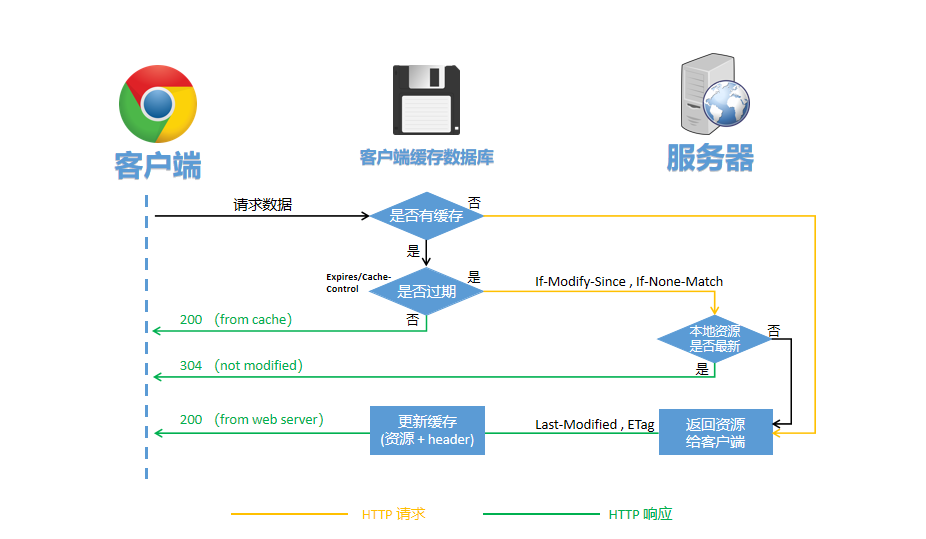 客户端
客户端缓存数据库
服务器
请求数据
是否有缓存
否
是
Expires/Cache-
Control
是否过期
是
If-Modify-Since , If-None-Match
否
200 （from cache）
本地资源
是否最新
否
是
304 （not modified）
200 （from web server）
更新缓存
(资源 + header)
Last-Modified , ETag
返回资源
给客户端
HTTP 请求
HTTP 响应